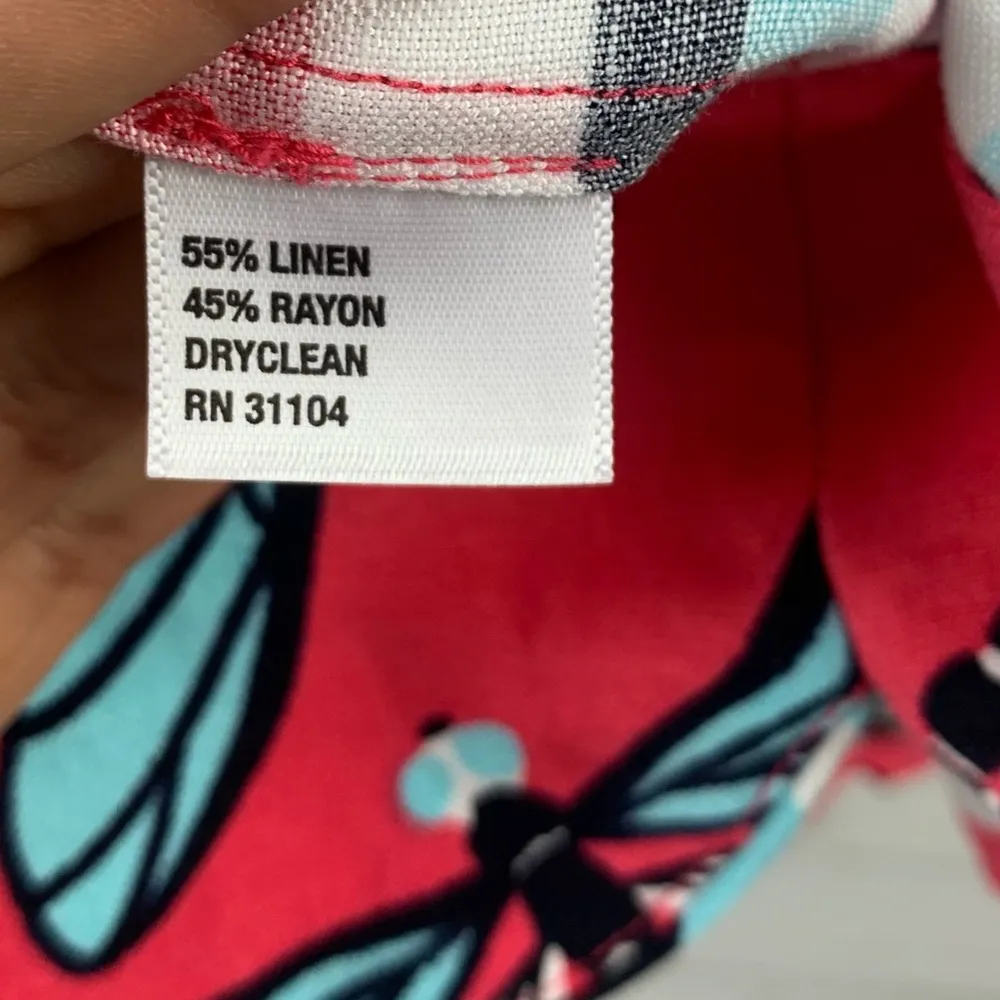 55% LINEN
45% RAYON
DRYCLEAN
RN 31104